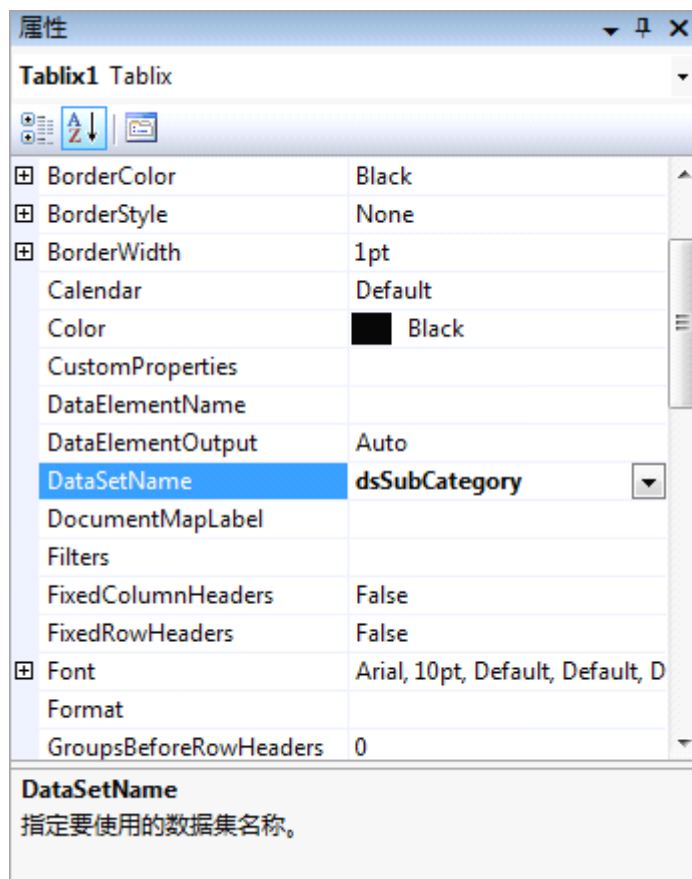 属性
Tablix1 Tablix
BorderColor Black
BorderStyle None
BorderWidth 1pt
Calendar Default
Color Black
CustomProperties
DataElementName
DataElementOutput Auto
DataSetName dsSubCategory
DocumentMapLabel
Filters
FixedColumnHeaders False
FixedRowHeaders False
Font Arial, 10pt, Default, Default, D
Format
GroupsBeforeRowHeaders 0
DataSetName
指定要使用的数据集名称。